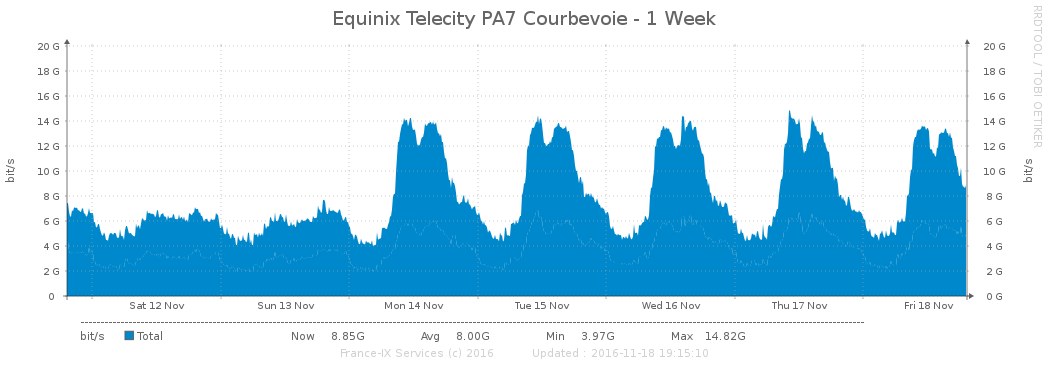 Equinix Telecity PA7 Courbevoie - 1 Week
RRDTOOL / TOBI OETIKER
20 G 20 G
18 G 18 G
16 G 16 G
14 G 14 G
12 G 12 G
10 G 10 G
8 G 8 G
6 G 6 G
4 G 4 G
2 G 2 G
0 0 G
bit/s
bit/s
Sat 12 Nov Sun 13 Nov Mon 14 Nov Tue 15 Nov Wed 16 Nov Thu 17 Nov Fri 18 Nov
bit/s Total Now 8.85G Avg 8.00G Min 3.97G Max 14.82G
France-IX Services (c) 2016 Updated : 2016-11-18 19:15:10